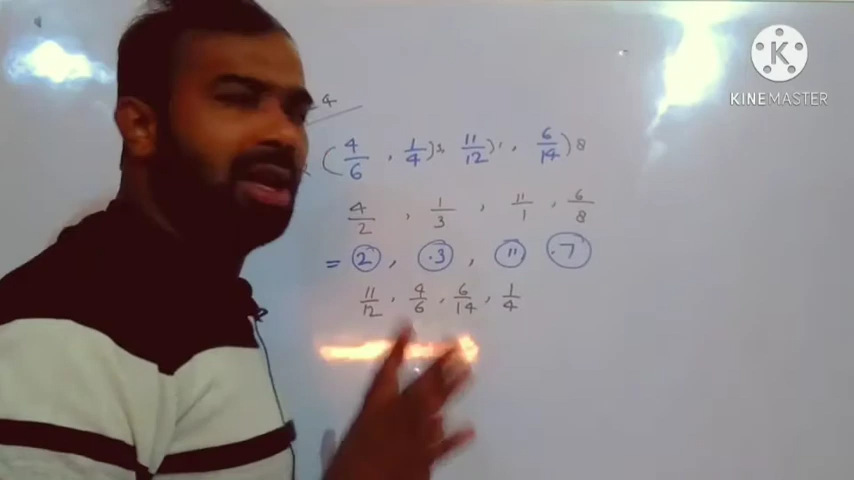 4
( 4/6 , 1/4 )3, 11/12 )1 , 6/14 ) 8
4/2 , 1/3 , 11/1 , 6/8
= 2 , .3 , 11 .7
11/12 , 4/6 , 6/14 , 1/4
KINEMASTER